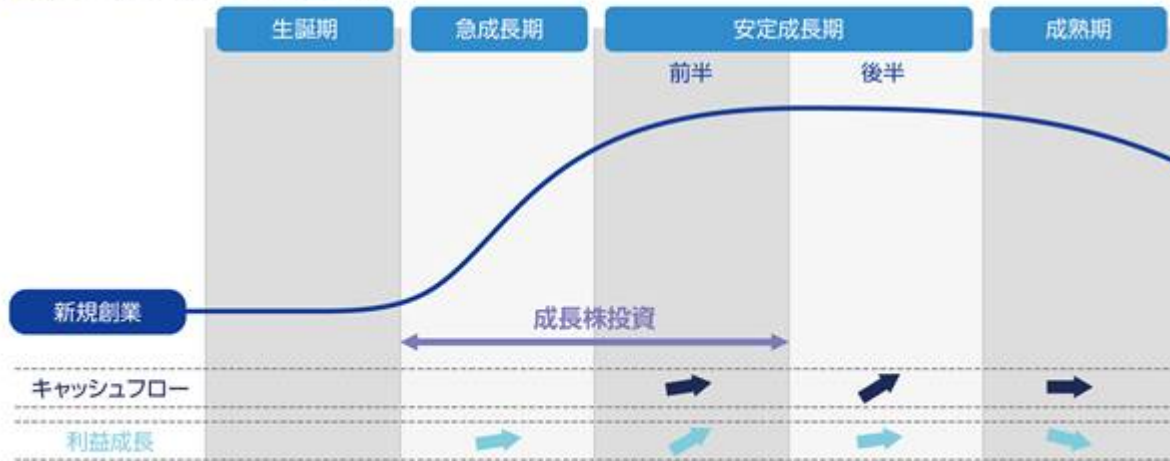 生誕期
急成長期
安定成長期
成熟期
前半
後半
新規創業
成長株投資
キャッシュフロー
利益成長